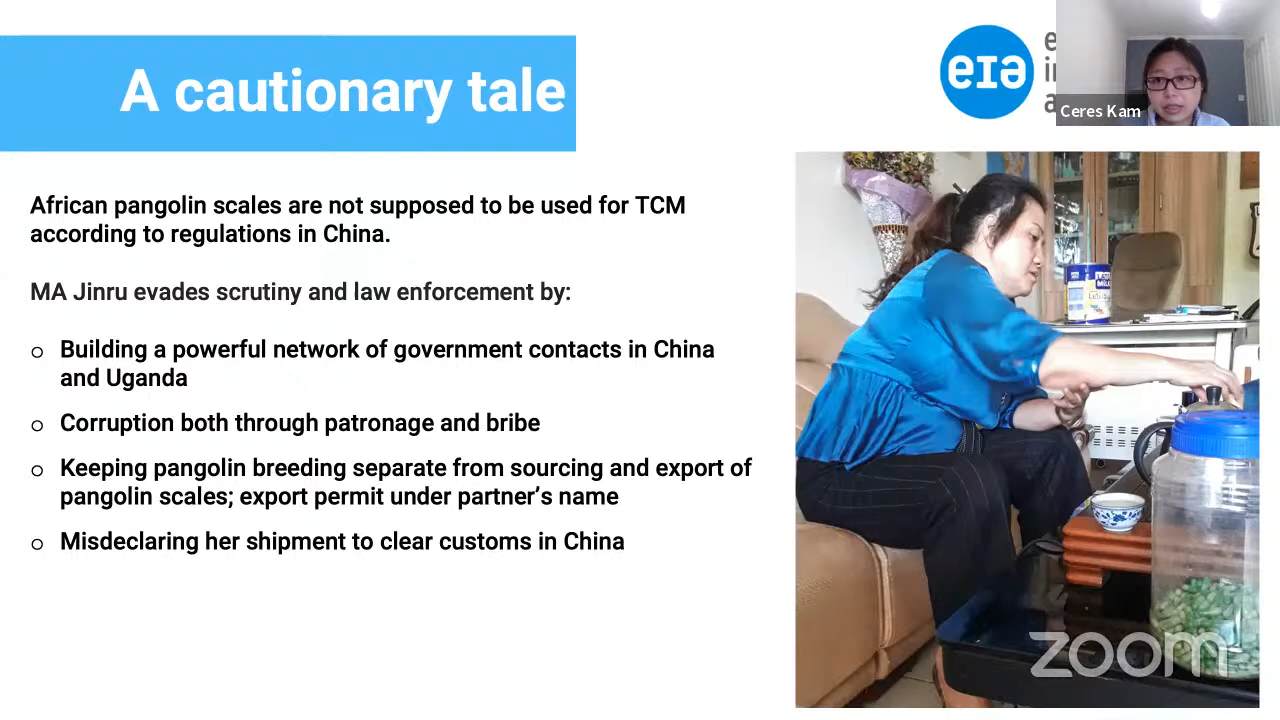 A cautionary tale
eia
Ceres Kam
African pangolin scales are not supposed to be used for TCM
according to regulations in China.
MA Jinru evades scrutiny and law enforcement by:
o Building a powerful network of government contacts in China
and Uganda
o Corruption both through patronage and bribe
o Keeping pangolin breeding separate from sourcing and export of
pangolin scales; export permit under partner’s name
o Misdeclaring her shipment to clear customs in China
zoom